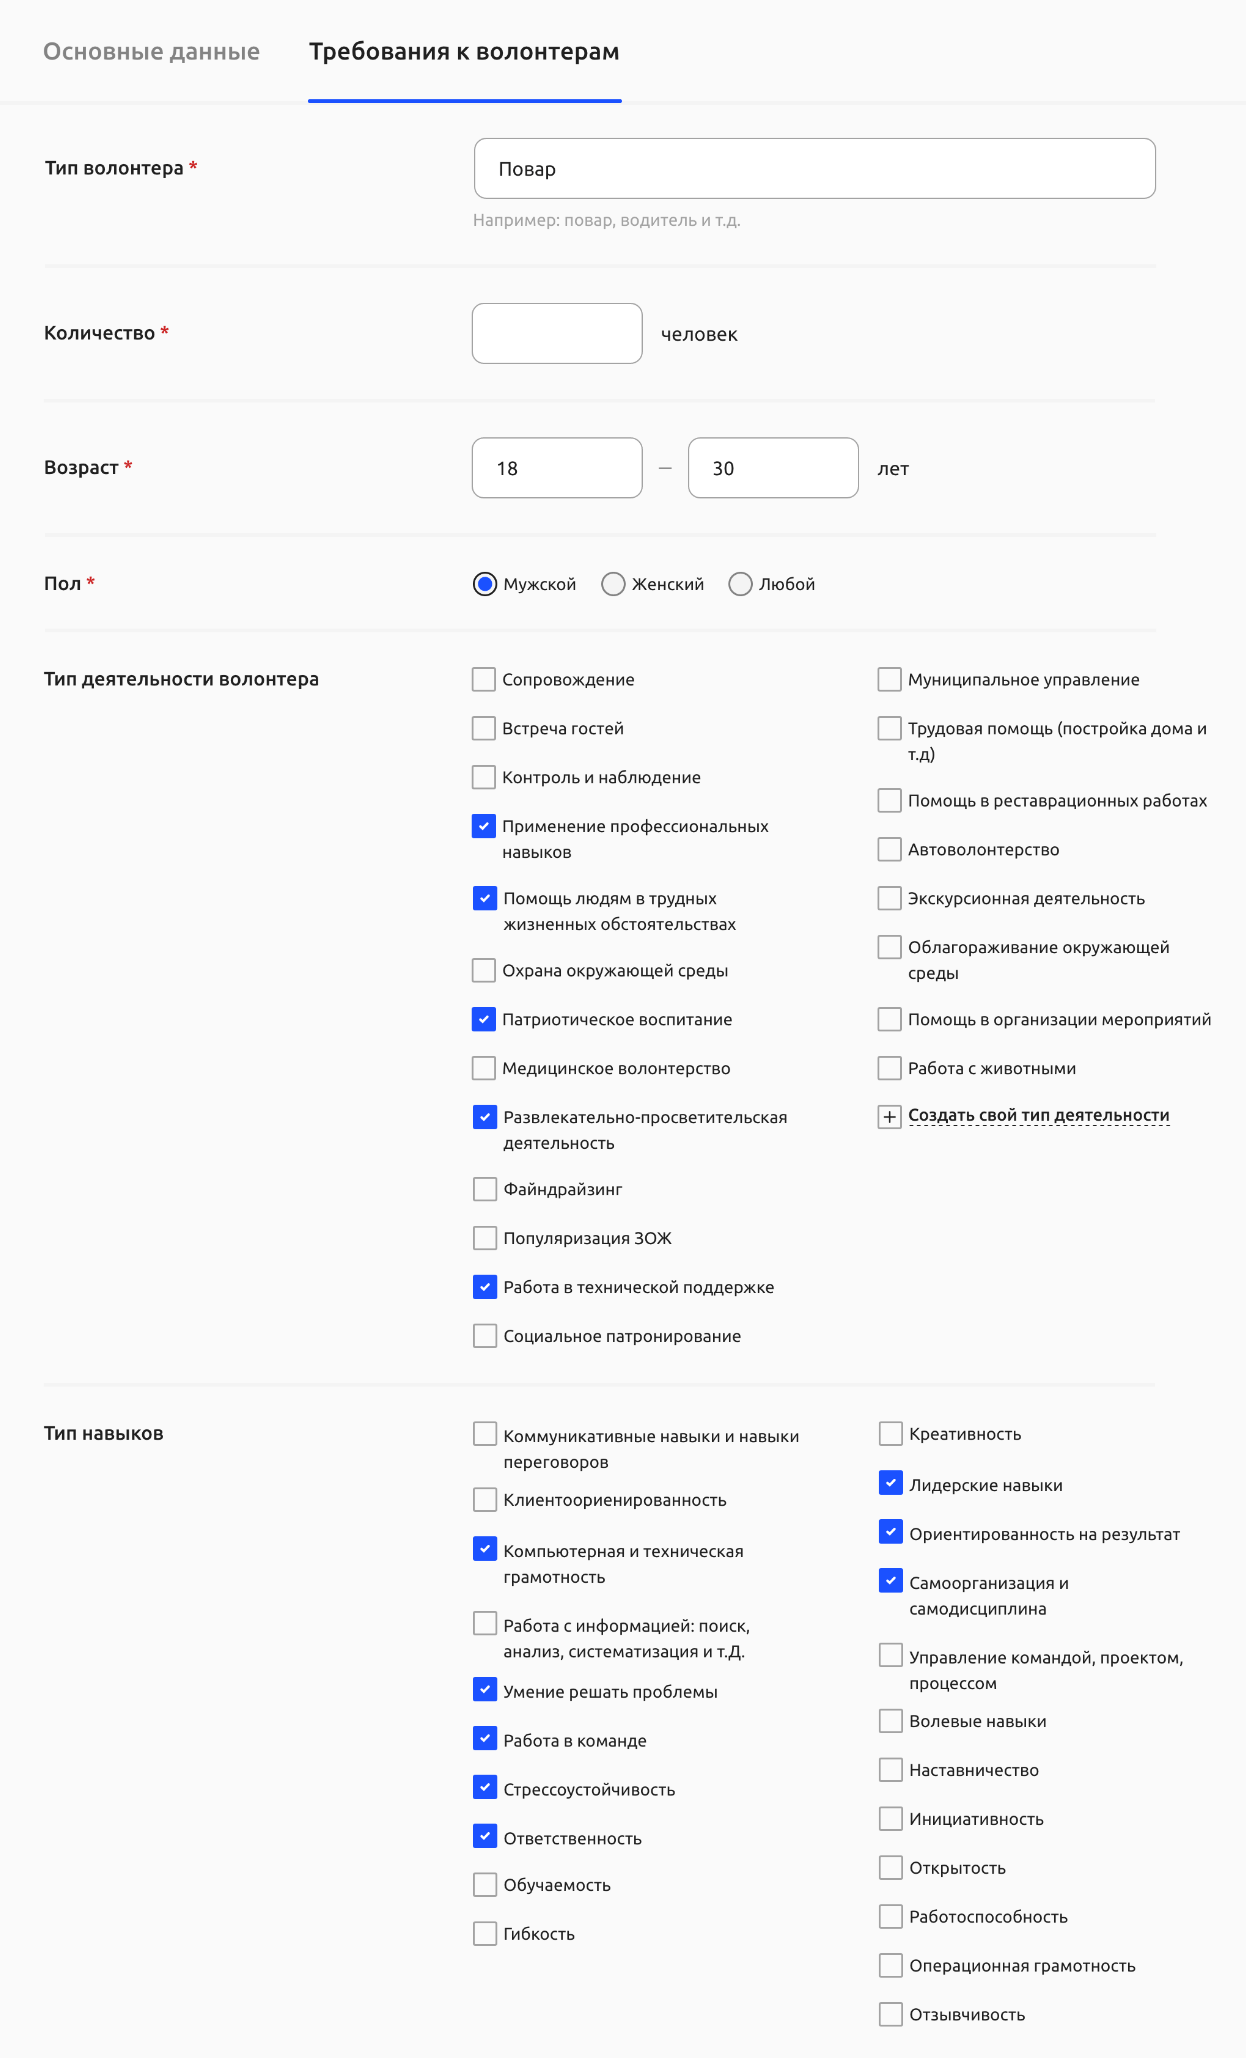 Основные данные
Требования к волонтерам
Тип волонтера *
Повар
Например: повар, водитель и т.д.
Количество *
человек
Возраст *
18
–
30
лет
Пол *
Мужской
Женский
Любой
Тип деятельности волонтера
Сопровождение
Встреча гостей
Контроль и наблюдение
Применение профессиональных
навыков
Помощь людям в трудных
жизненных обстоятельствах
Охрана окружающей среды
Патриотическое воспитание
Медицинское волонтерство
Развлекательно-просветительская
деятельность
Файндрайзинг
Популяризация ЗОЖ
Работа в технической поддержке
Социальное патронирование
Муниципальное управление
Трудовая помощь (постройка дома и
т.д)
Помощь в реставрационных работах
Автоволонтерство
Экскурсионная деятельность
Облагораживание окружающей
среды
Помощь в организации мероприятий
Работа с животными
Создать свой тип деятельности
Тип навыков
Коммуникативные навыки и навыки
переговоров
Клиентоориенированность
Компьютерная и техническая
грамотность
Работа с информацией: поиск,
анализ, систематизация и т.Д.
Умение решать проблемы
Работа в команде
Стрессоустойчивость
Ответственность
Обучаемость
Гибкость
Креативность
Лидерские навыки
Ориентированность на результат
Самоорганизация и
самодисциплина
Управление командой, проектом,
процессом
Волевые навыки
Наставничество
Инициативность
Открытость
Работоспособность
Операционная грамотность
Отзывчивость